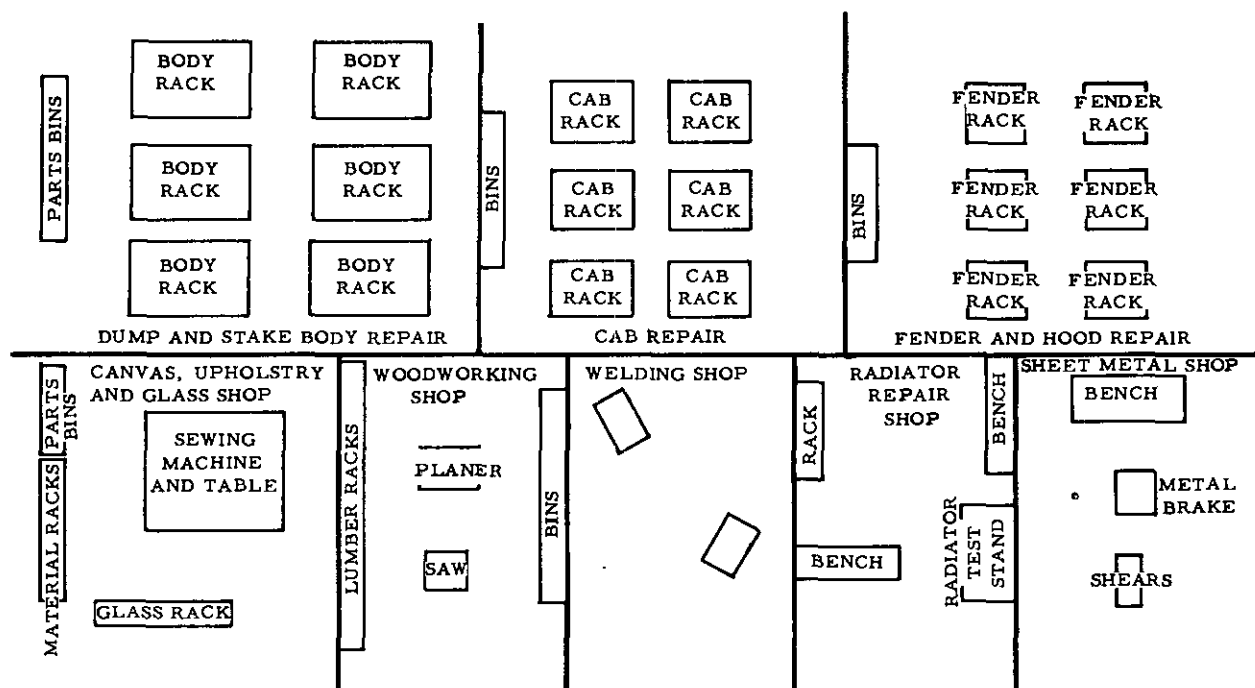 PARTS BINS
BODY
RACK
BODY
RACK
BODY
RACK
BODY
RACK
BODY
RACK
BODY
RACK
DUMP AND STAKE BODY REPAIR
BINS
CAB
RACK
CAB
RACK
CAB
RACK
CAB
RACK
CAB
RACK
CAB
RACK
CAB REPAIR
BINS
FENDER
RACK
FENDER
RACK
FENDER
RACK
FENDER
RACK
FENDER
RACK
FENDER
RACK
FENDER AND HOOD REPAIR
CANVAS, UPHOLSTRY
AND GLASS SHOP
PARTS
BINS
MATERIAL RACKS
SEWING
MACHINE
AND TABLE
GLASS RACK
LUMBER RACKS
WOODWORKING
SHOP
PLANER
SAW
BINS
WELDING SHOP
RADIATOR
REPAIR
SHOP
RACK
BENCH
BENCH
RADIATOR
TEST
STAND
SHEET METAL SHOP
BENCH
METAL
BRAKE
SHEARS